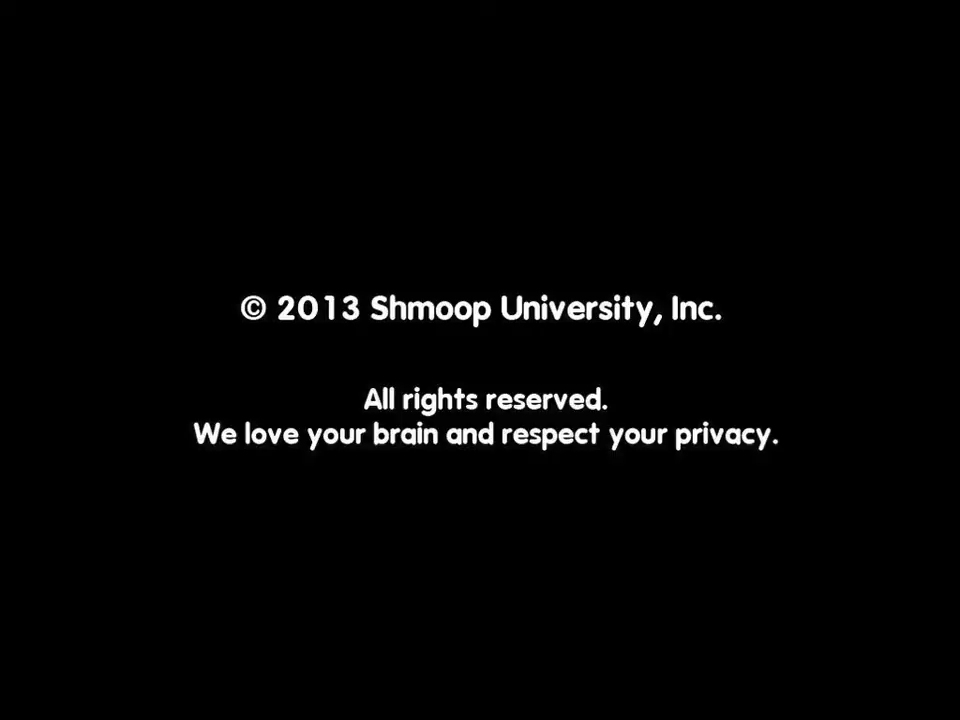 © 2013 Shmoop University, Inc.
All rights reserved.
We love your brain and respect your privacy.